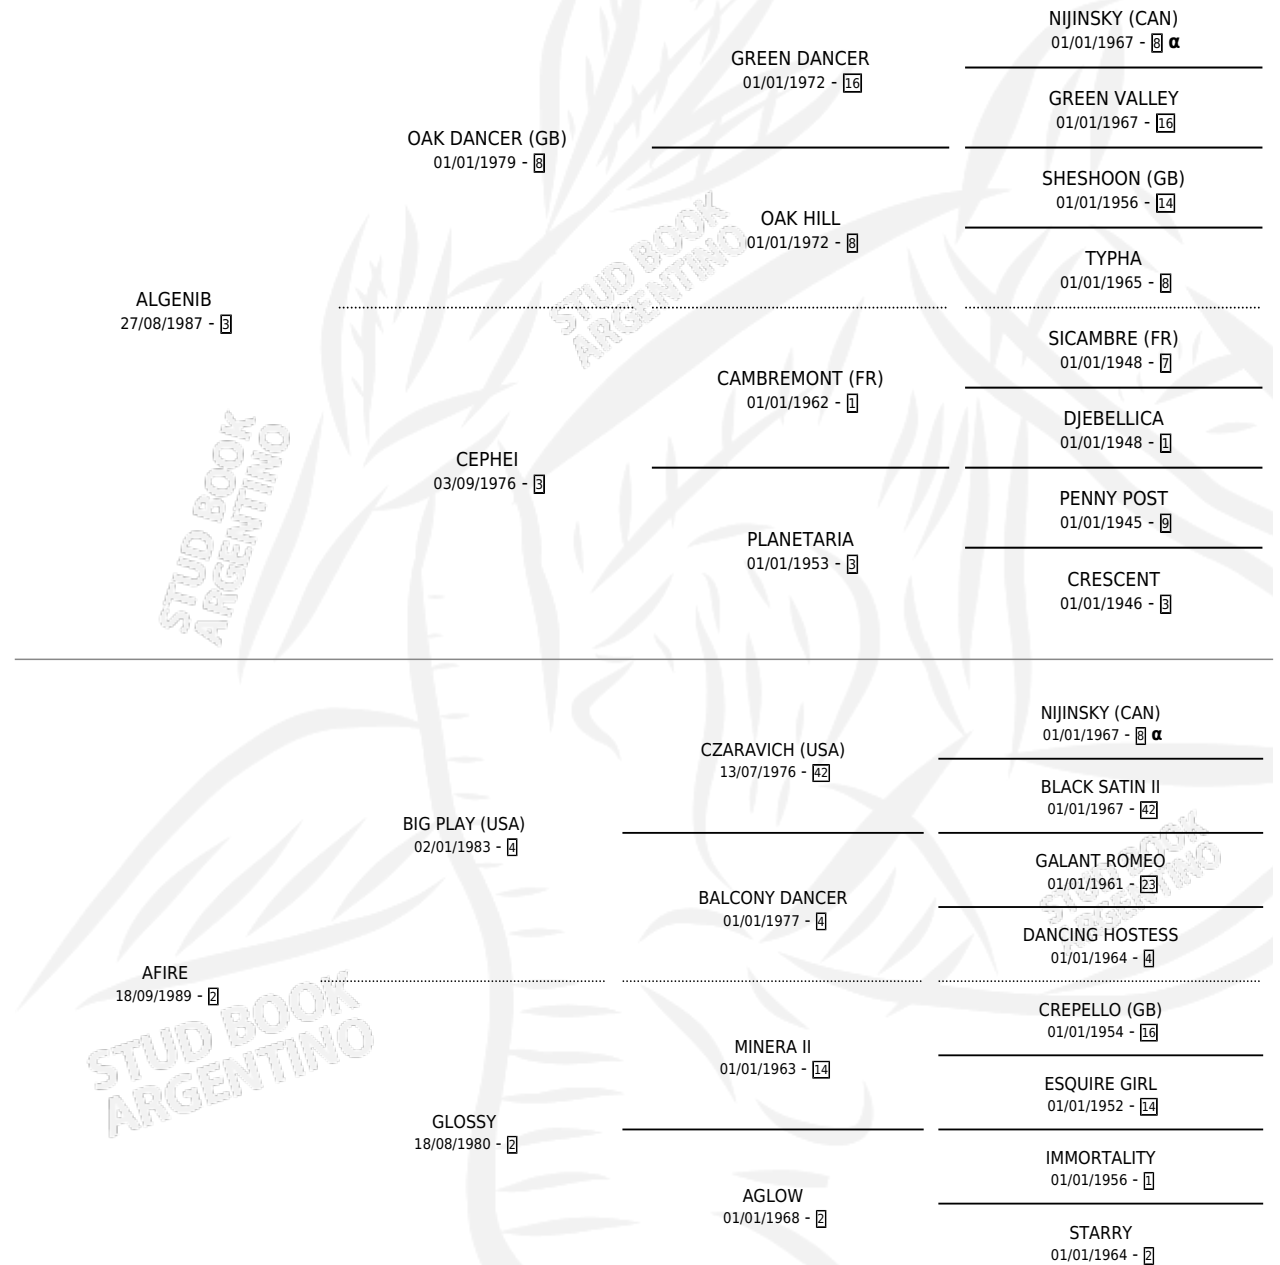 NIJINSKY (CAN)
01/01/1967 - 8 α
GREEN DANCER
01/01/1972 - 16
GREEN VALLEY
01/01/1967 - 16
OAK DANCER (GB)
01/01/1979 - 8
SHESHOON (GB)
01/01/1956 - 14
OAK HILL
01/01/1972 - 8
TYPHA
01/01/1965 - 8
ALGENIB
27/08/1987 - 3
SICAMBRE (FR)
01/01/1948 - 7
CAMBREMONT (FR)
01/01/1962 - 1
DJEBELLICA
01/01/1948 - 1
CEPHEI
03/09/1976 - 3
PENNY POST
01/01/1945 - 9
PLANETARIA
01/01/1953 - 3
CRESCENT
01/01/1946 - 3
NIJINSKY (CAN)
01/01/1967 - 8 α
CZARAVICH (USA)
13/07/1976 - 42
BLACK SATIN II
01/01/1967 - 42
BIG PLAY (USA)
02/01/1983 - 4
GALANT ROMEO
01/01/1961 - 23
BALCONY DANCER
01/01/1977 - 4
DANCING HOSTESS
01/01/1964 - 4
AFIRE
18/09/1989 - 2
CREPELLO (GB)
01/01/1954 - 16
MINERA II
01/01/1963 - 14
ESQUIRE GIRL
01/01/1952 - 14
GLOSSY
18/08/1980 - 2
IMMORTALITY
01/01/1956 - 1
AGLOW
01/01/1968 - 2
STARRY
01/01/1964 - 2
STUD BOOK
ARGENTINO
STUD BOOK
ARGENTINO
STUD BOOK
ARGENTINO
STUD BOOK
ARGENTINO